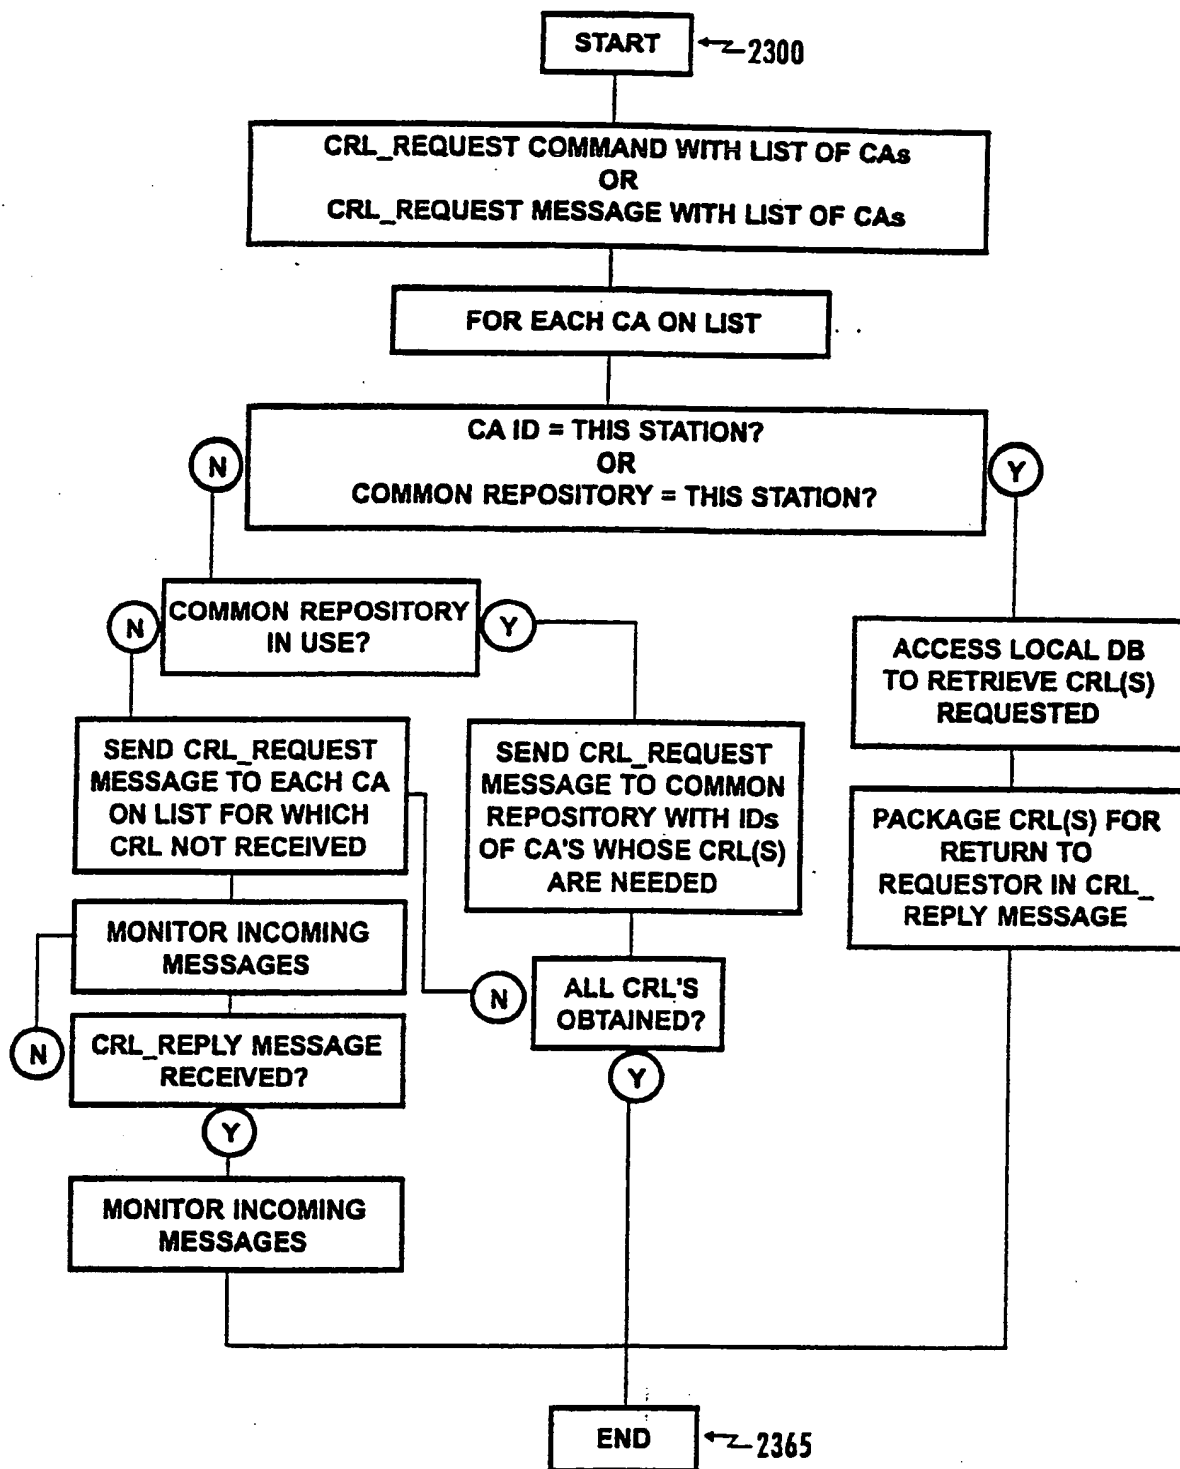 START
2300
CRL_REQUEST COMMAND WITH LIST OF CAs
OR
CRL_REQUEST MESSAGE WITH LIST OF CAs
FOR EACH CA ON LIST
CA ID = THIS STATION?
OR
COMMON REPOSITORY = THIS STATION?
N
Y
COMMON REPOSITORY
IN USE?
N
Y
SEND CRL_REQUEST
MESSAGE TO EACH CA
ON LIST FOR WHICH
CRL NOT RECEIVED
SEND CRL_REQUEST
MESSAGE TO COMMON
REPOSITORY WITH IDs
OF CA'S WHOSE CRL(S)
ARE NEEDED
ACCESS LOCAL DB
TO RETRIEVE CRL(S)
REQUESTED
PACKAGE CRL(S) FOR
RETURN TO
REQUESTOR IN CRL_
REPLY MESSAGE
MONITOR INCOMING
MESSAGES
N
ALL CRL'S
OBTAINED?
N
CRL_REPLY MESSAGE
RECEIVED?
Y
Y
MONITOR INCOMING
MESSAGES
END
2365